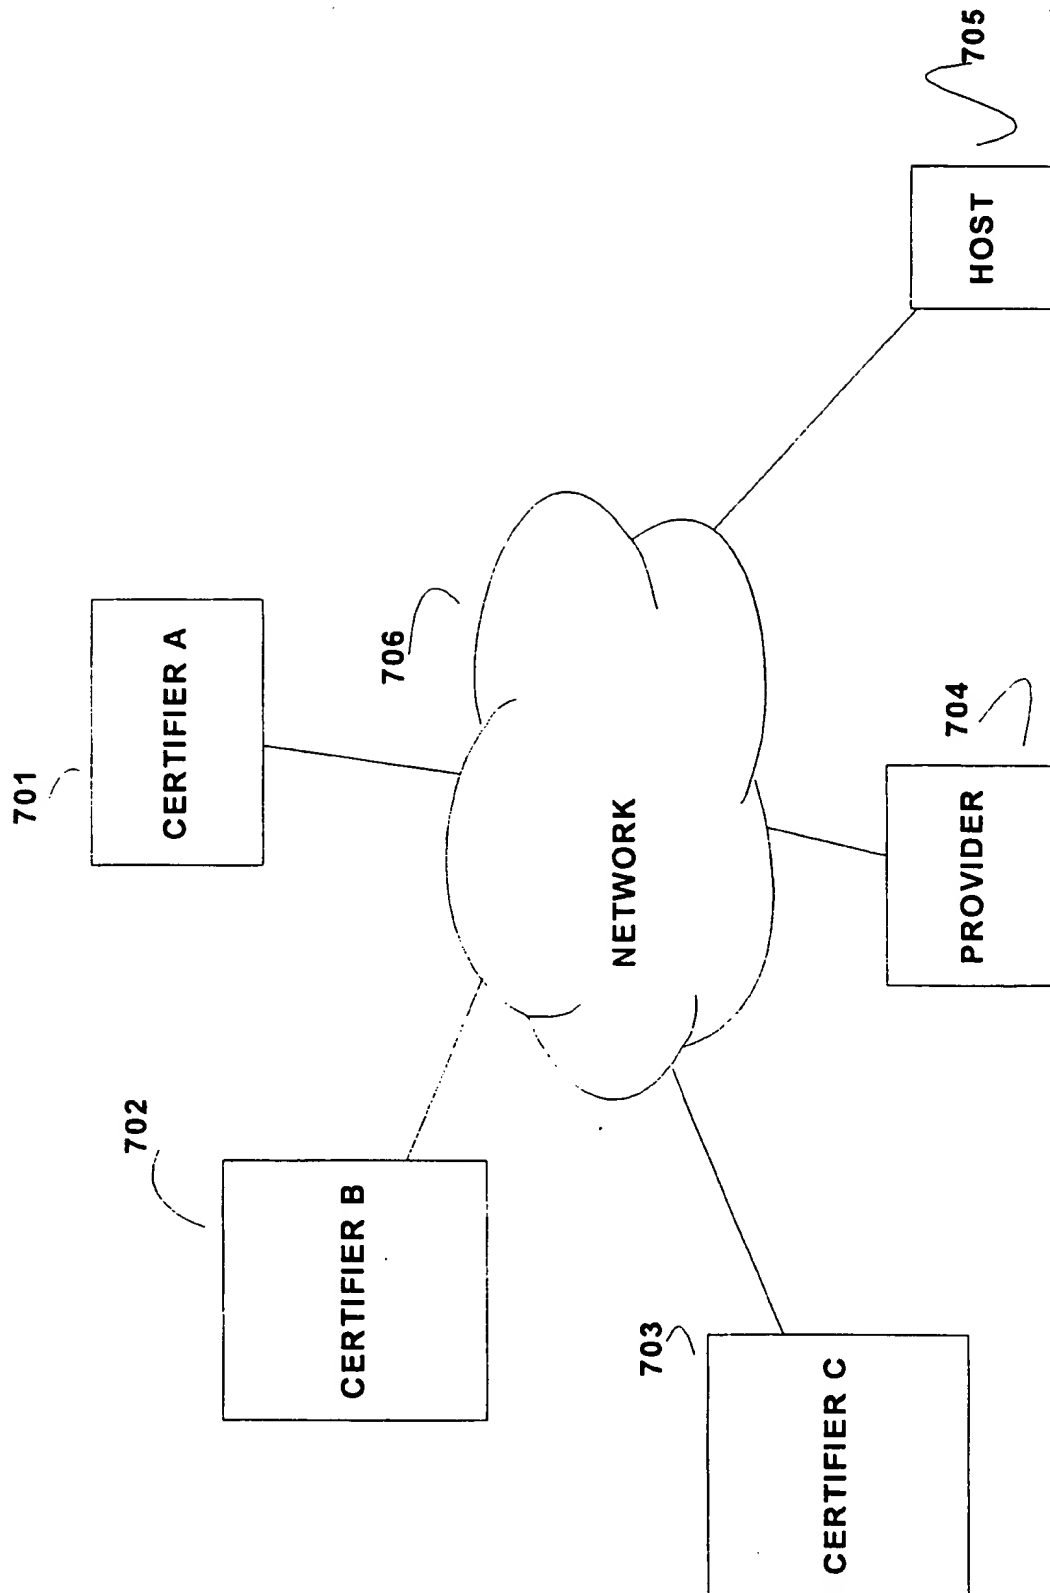 701
CERTIFIER A
702
CERTIFIER B
706
NETWORK
703
CERTIFIER C
704
PROVIDER
705
HOST